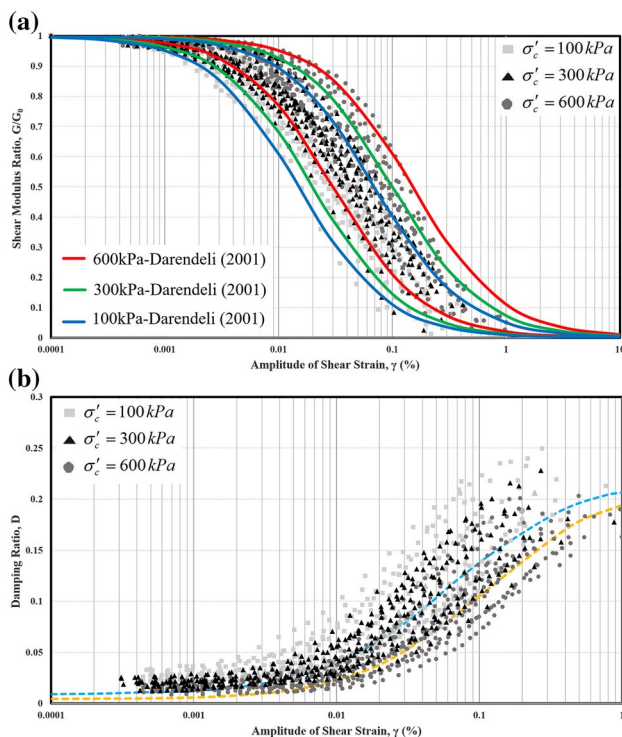 (a)
1
0.9
0.8
0.7
0.6
0.5
0.4
0.3
0.2
0.1
0
Shear Modulus Ratio, G/G₀
σ'c = 100 kPa
σ'c = 300 kPa
σ'c = 600 kPa
600kPa-Darendeli (2001)
300kPa-Darendeli (2001)
100kPa-Darendeli (2001)
0.0001 0.001 0.01 0.1 1 10
Amplitude of Shear Strain, γ (%)
(b)
0.3
0.25
0.2
0.15
0.1
0.05
0
Damping Ratio, D
σ'c = 100 kPa
σ'c = 300 kPa
σ'c = 600 kPa
0.0001 0.001 0.01 0.1 1
Amplitude of Shear Strain, γ (%)